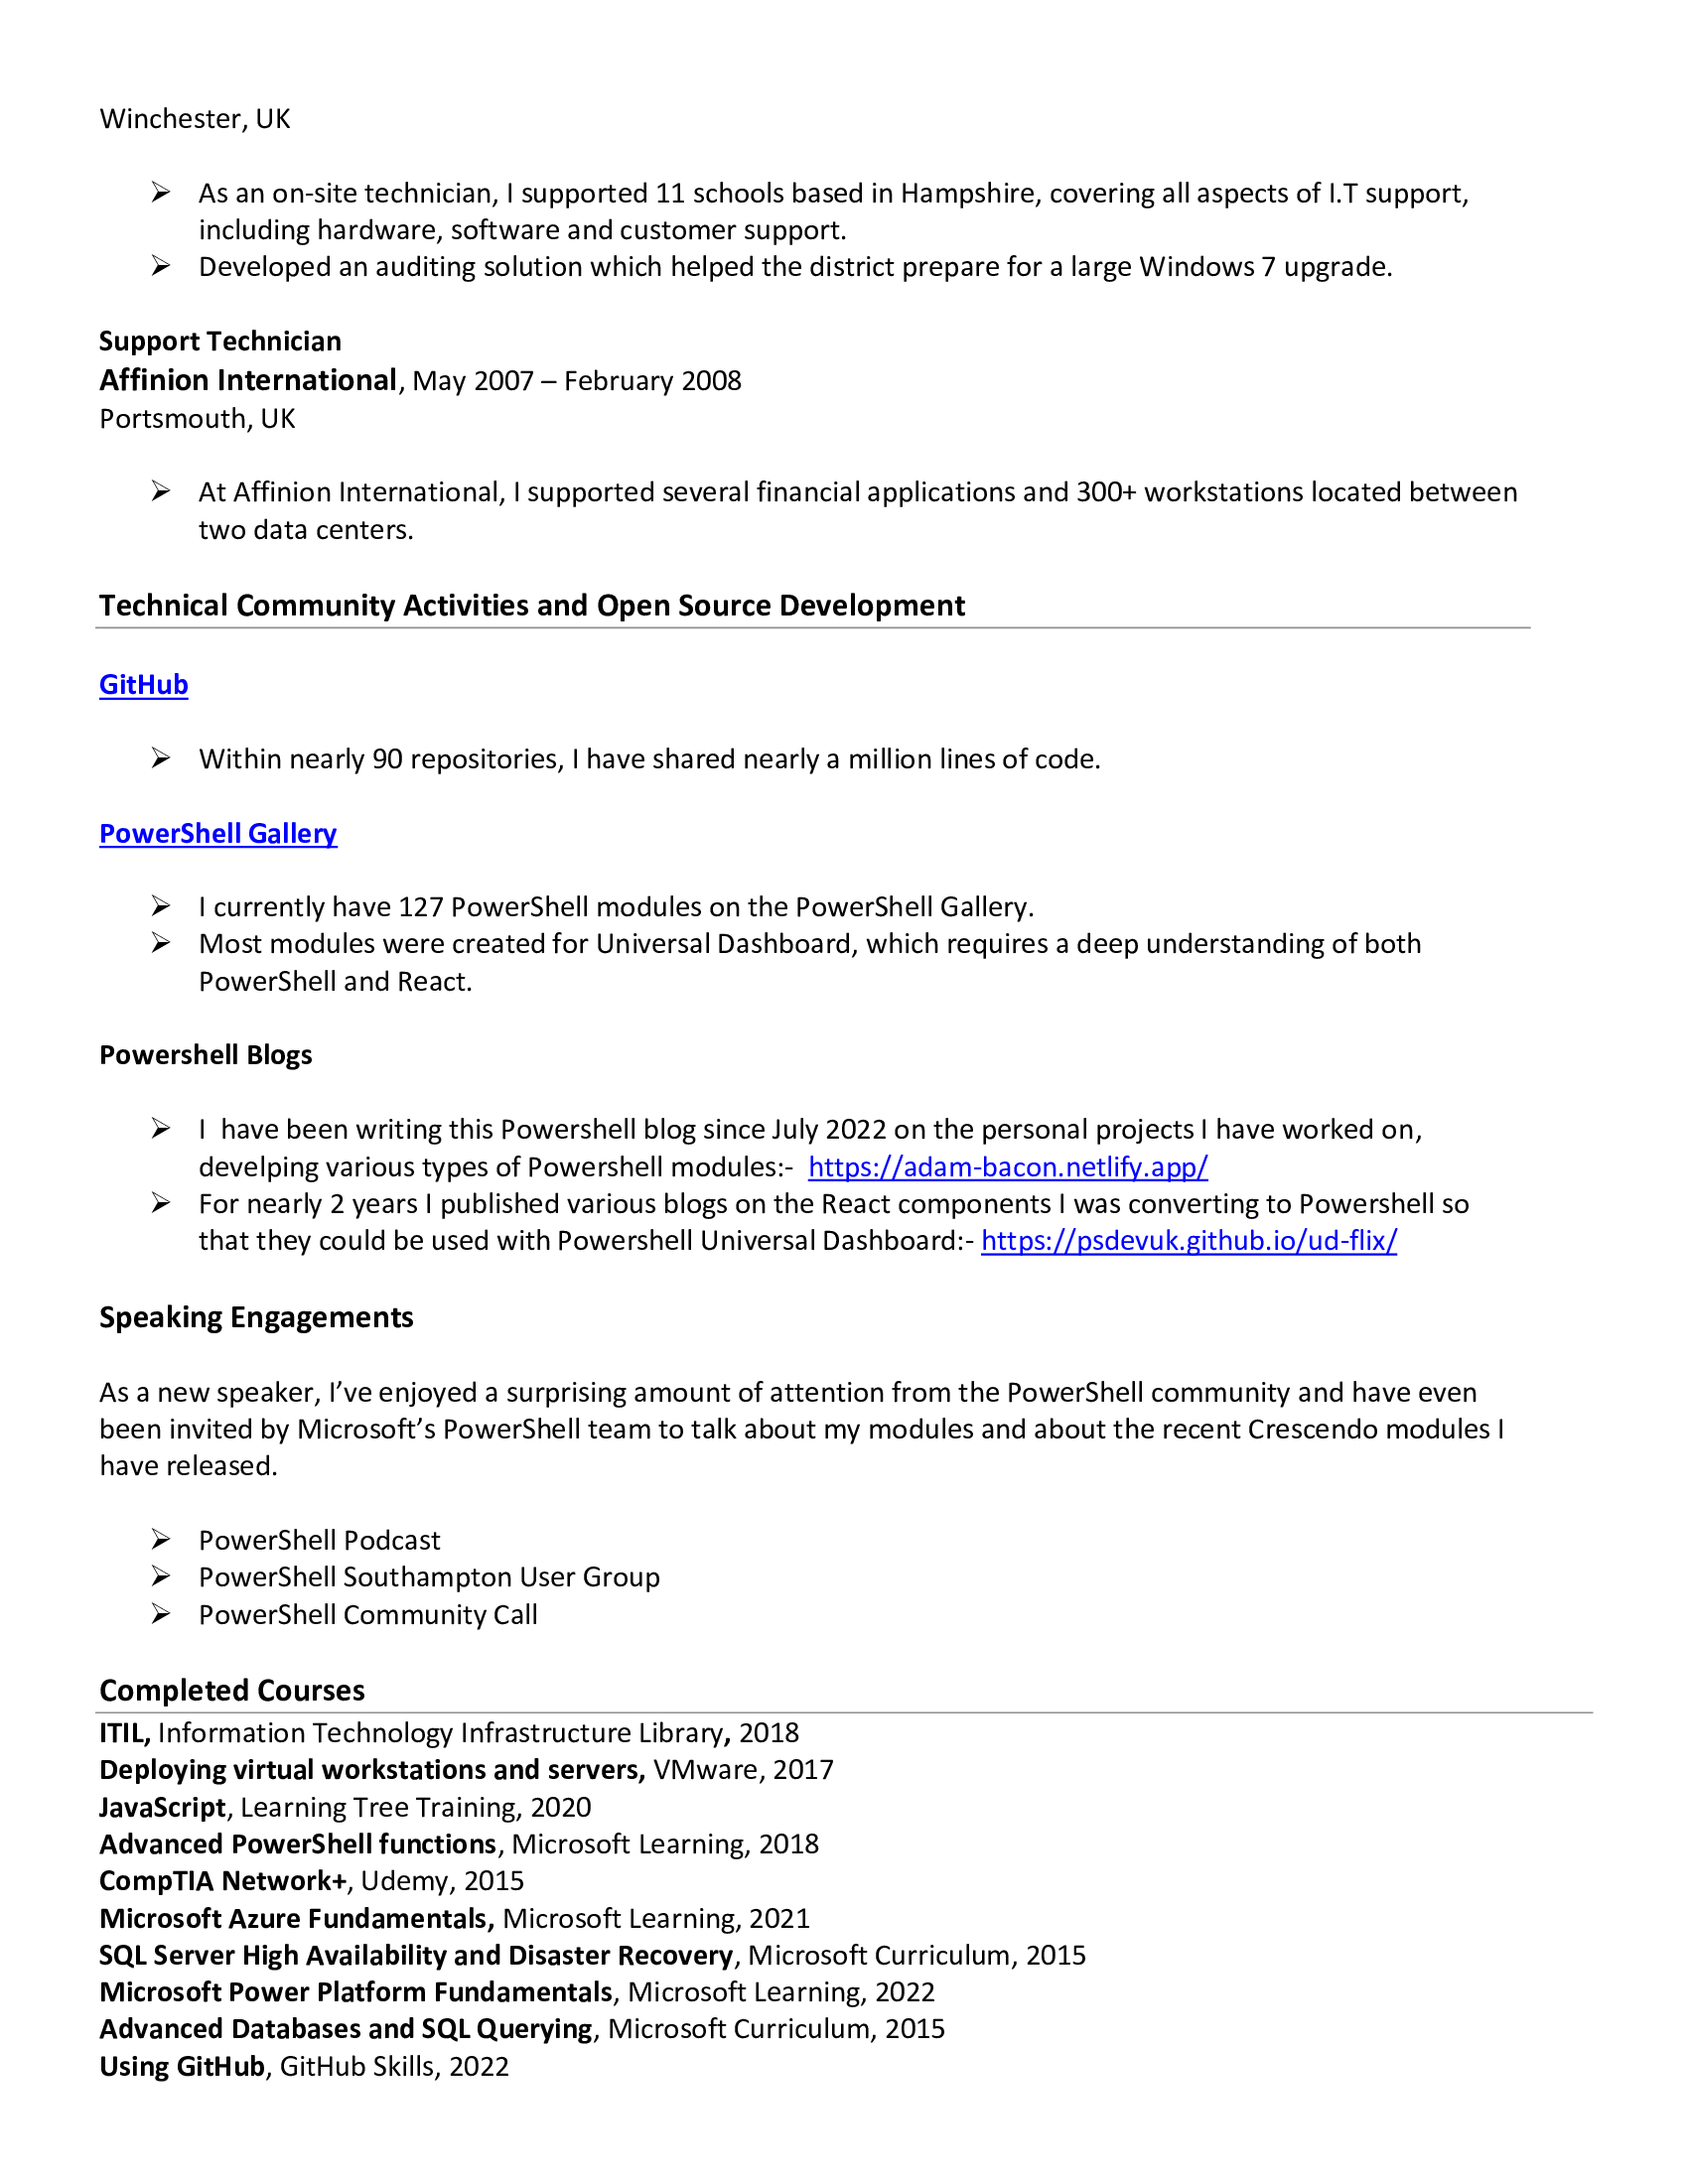 Winchester, UK
➢ As an on-site technician, I supported 11 schools based in Hampshire, covering all aspects of I.T support,
including hardware, software and customer support.
➢ Developed an auditing solution which helped the district prepare for a large Windows 7 upgrade.
Support Technician
Affinion International, May 2007 – February 2008
Portsmouth, UK
➢ At Affinion International, I supported several financial applications and 300+ workstations located between
two data centers.
Technical Community Activities and Open Source Development
GitHub
➢ Within nearly 90 repositories, I have shared nearly a million lines of code.
PowerShell Gallery
➢ I currently have 127 PowerShell modules on the PowerShell Gallery.
➢ Most modules were created for Universal Dashboard, which requires a deep understanding of both
PowerShell and React.
Powershell Blogs
➢ I  have been writing this Powershell blog since July 2022 on the personal projects I have worked on,
develping various types of Powershell modules:-  https://adam-bacon.netlify.app/
➢ For nearly 2 years I published various blogs on the React components I was converting to Powershell so
that they could be used with Powershell Universal Dashboard:- https://psdevuk.github.io/ud-flix/
Speaking Engagements
As a new speaker, I’ve enjoyed a surprising amount of attention from the PowerShell community and have even
been invited by Microsoft’s PowerShell team to talk about my modules and about the recent Crescendo modules I
have released.
➢ PowerShell Podcast
➢ PowerShell Southampton User Group
➢ PowerShell Community Call
Completed Courses
ITIL, Information Technology Infrastructure Library, 2018
Deploying virtual workstations and servers, VMware, 2017
JavaScript, Learning Tree Training, 2020
Advanced PowerShell functions, Microsoft Learning, 2018
CompTIA Network+, Udemy, 2015
Microsoft Azure Fundamentals, Microsoft Learning, 2021
SQL Server High Availability and Disaster Recovery, Microsoft Curriculum, 2015
Microsoft Power Platform Fundamentals, Microsoft Learning, 2022
Advanced Databases and SQL Querying, Microsoft Curriculum, 2015
Using GitHub, GitHub Skills, 2022